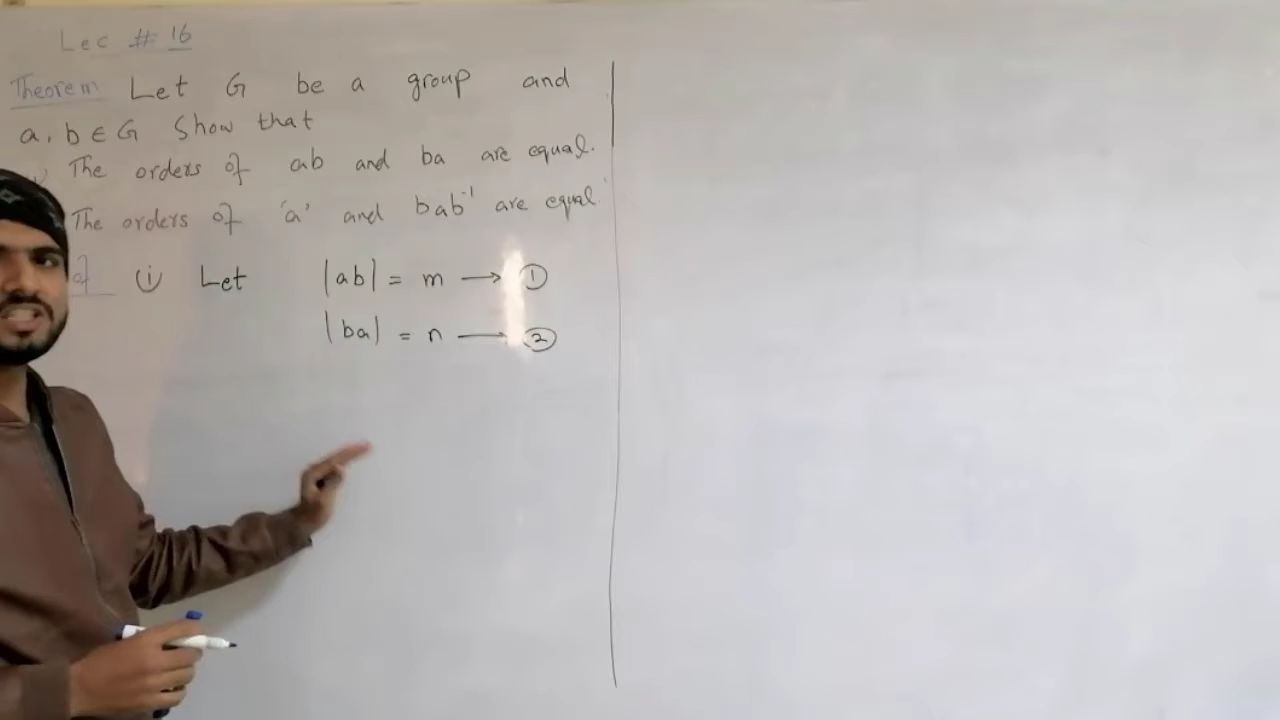 Lec # 16
Theorem Let G be a group and
a, b ∈ G Show that
The orders of ab and ba are equal.
The orders of 'a' and bab⁻¹ are equal.
(i) Let |ab| = m → ①
|ba| = n → ②